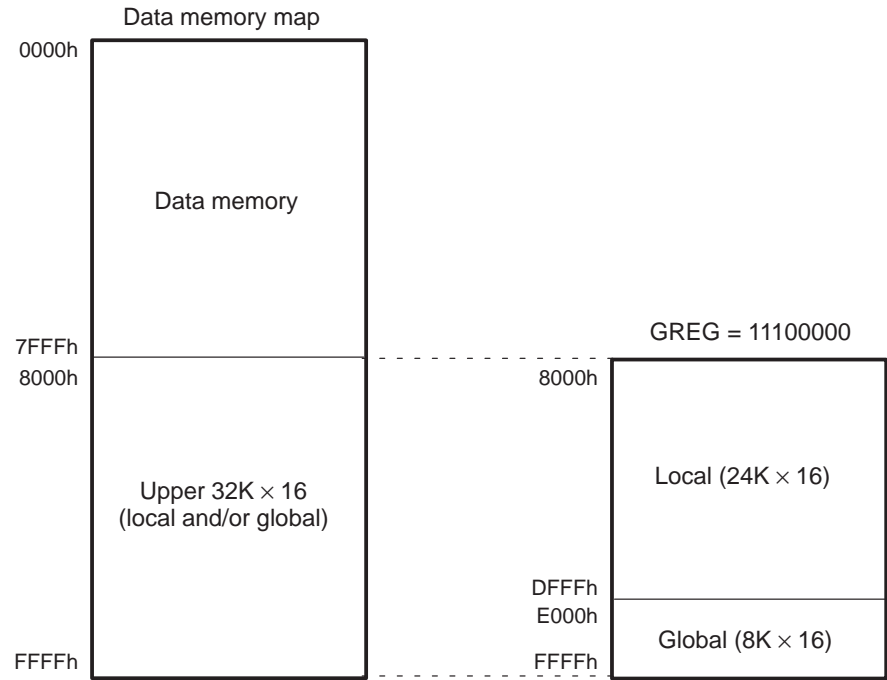 Data memory map
0000h
Data memory
7FFFh
8000h
Upper 32K × 16
(local and/or global)
FFFFh
GREG = 11100000
8000h
Local (24K × 16)
DFFFh
E000h
Global (8K × 16)
FFFFh